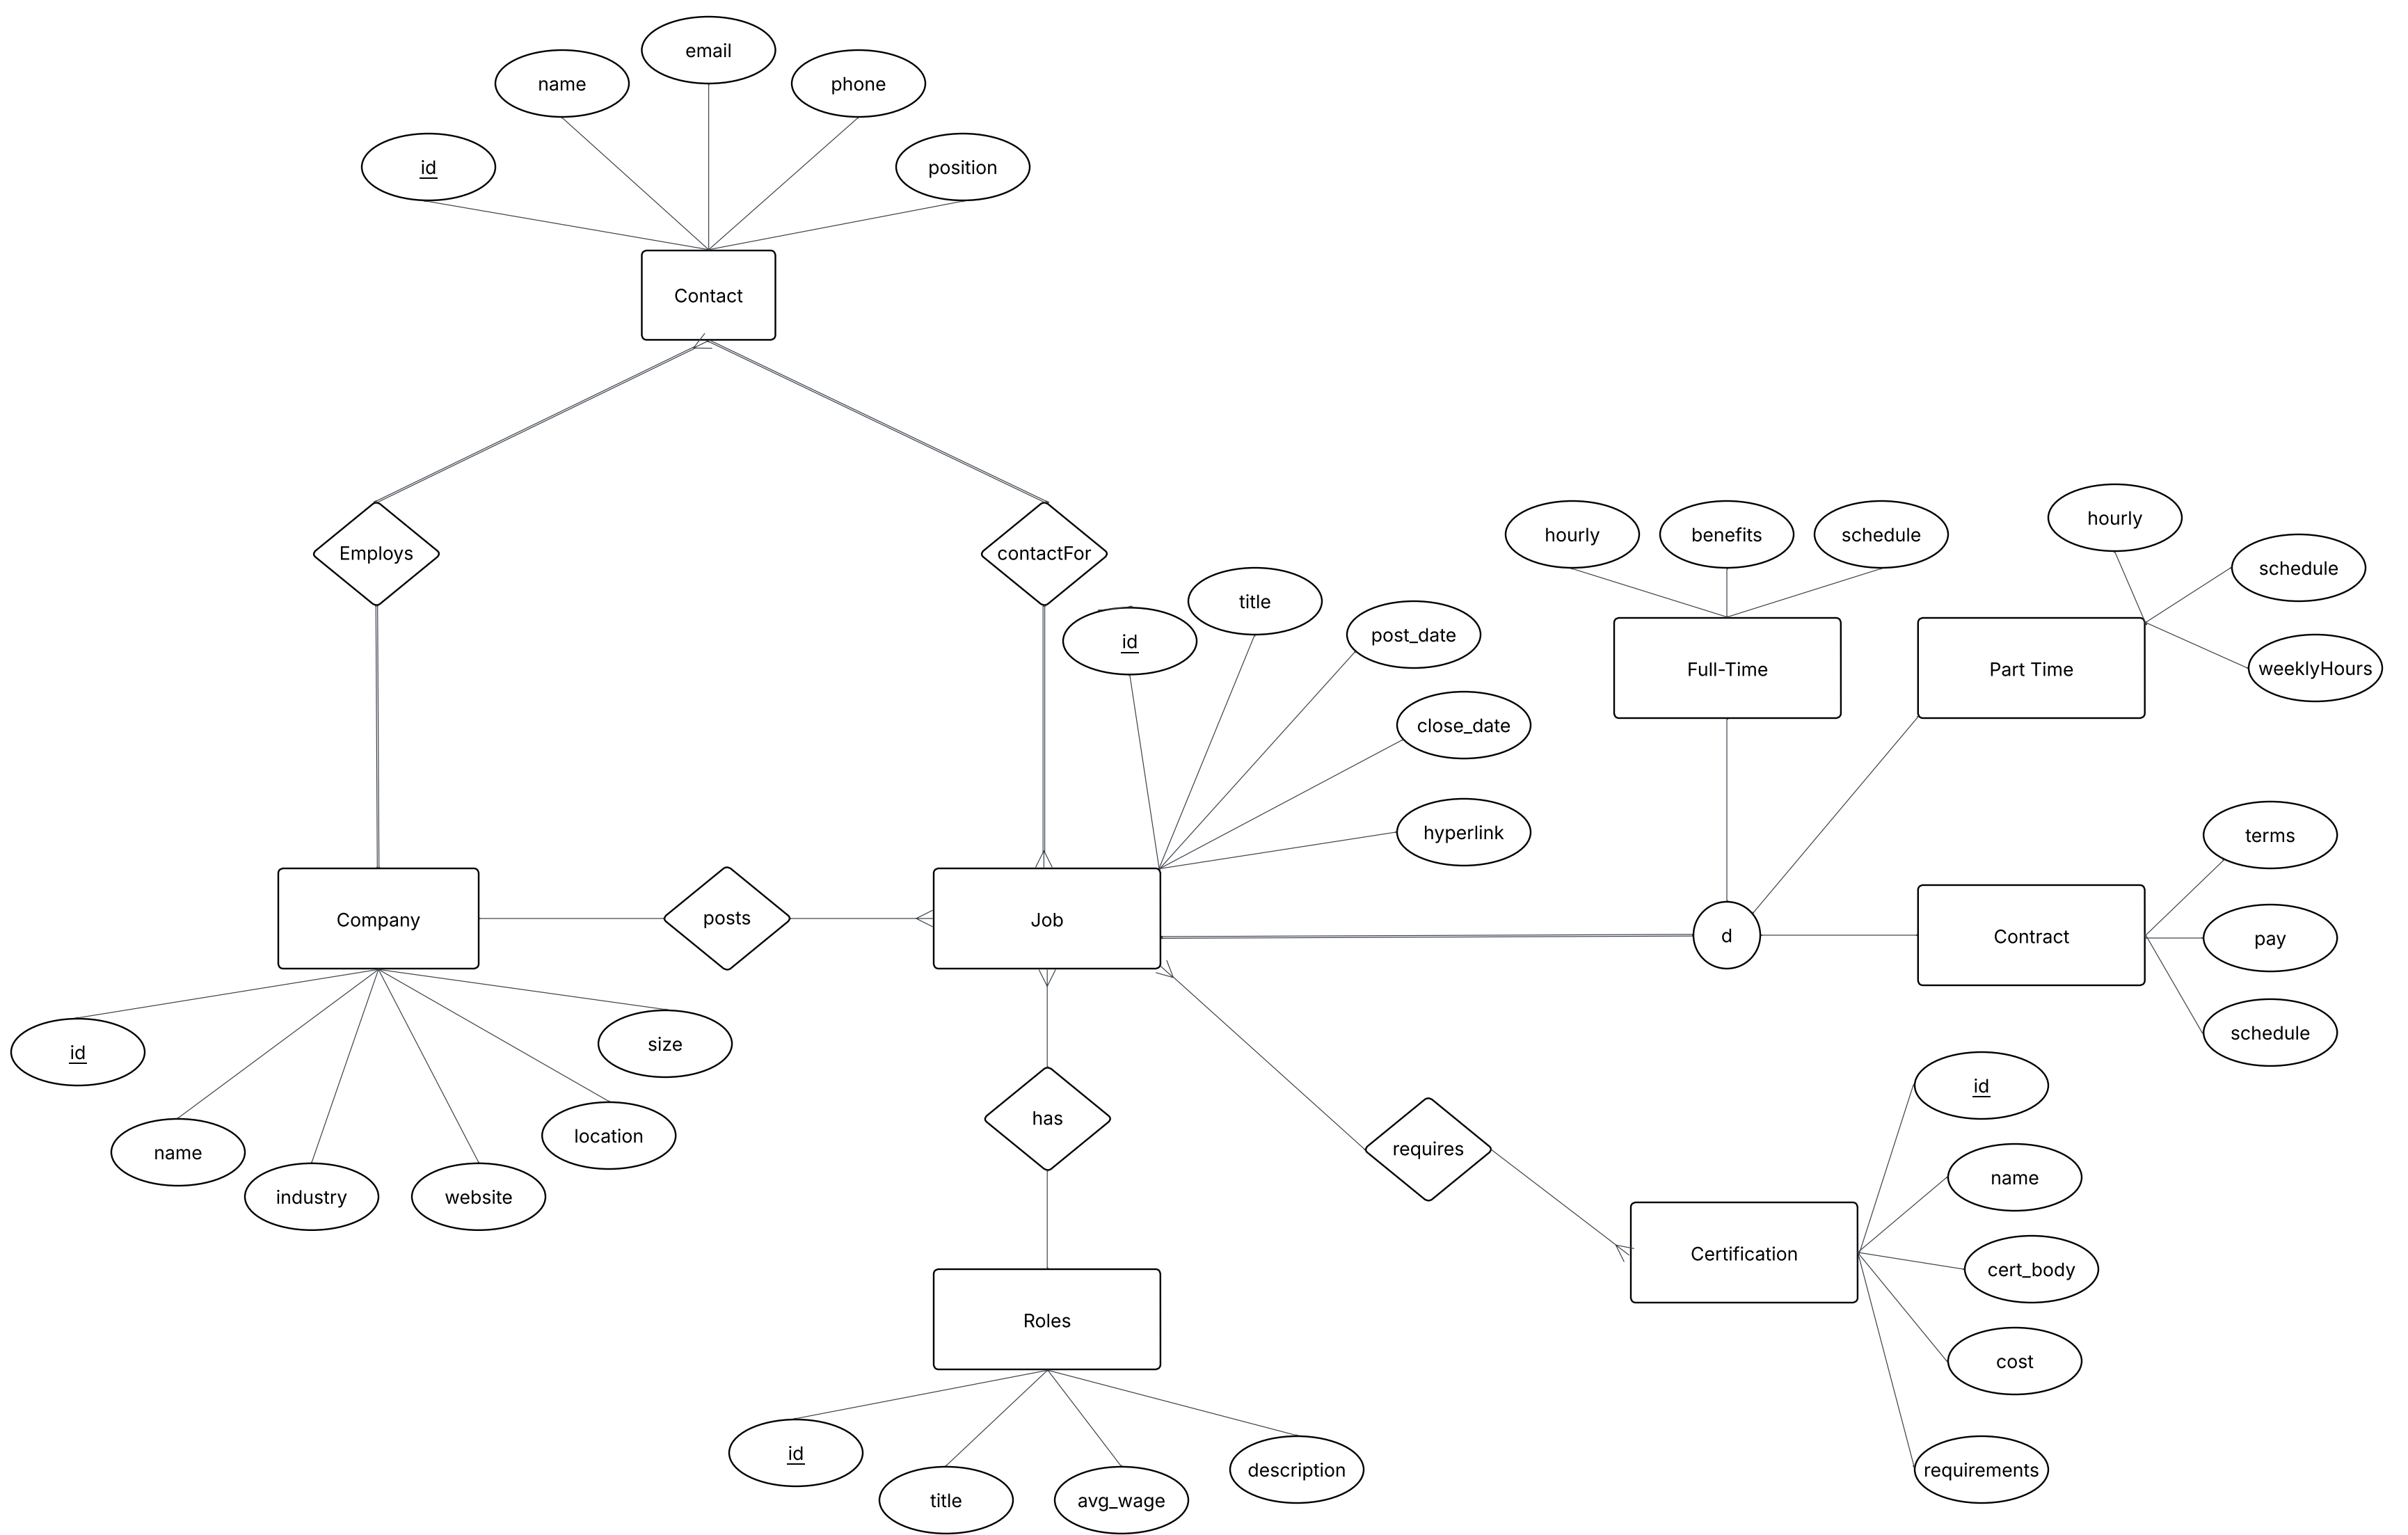 email
name
phone
id
position
Contact
Employs
contactFor
id
title
post_date
close_date
hyperlink
hourly
benefits
schedule
hourly
schedule
weeklyHours
Full-Time
Part Time
Company
posts
Job
d
Contract
terms
pay
schedule
id
name
industry
website
location
size
has
requires
Certification
id
name
cert_body
cost
requirements
Roles
id
title
avg_wage
description